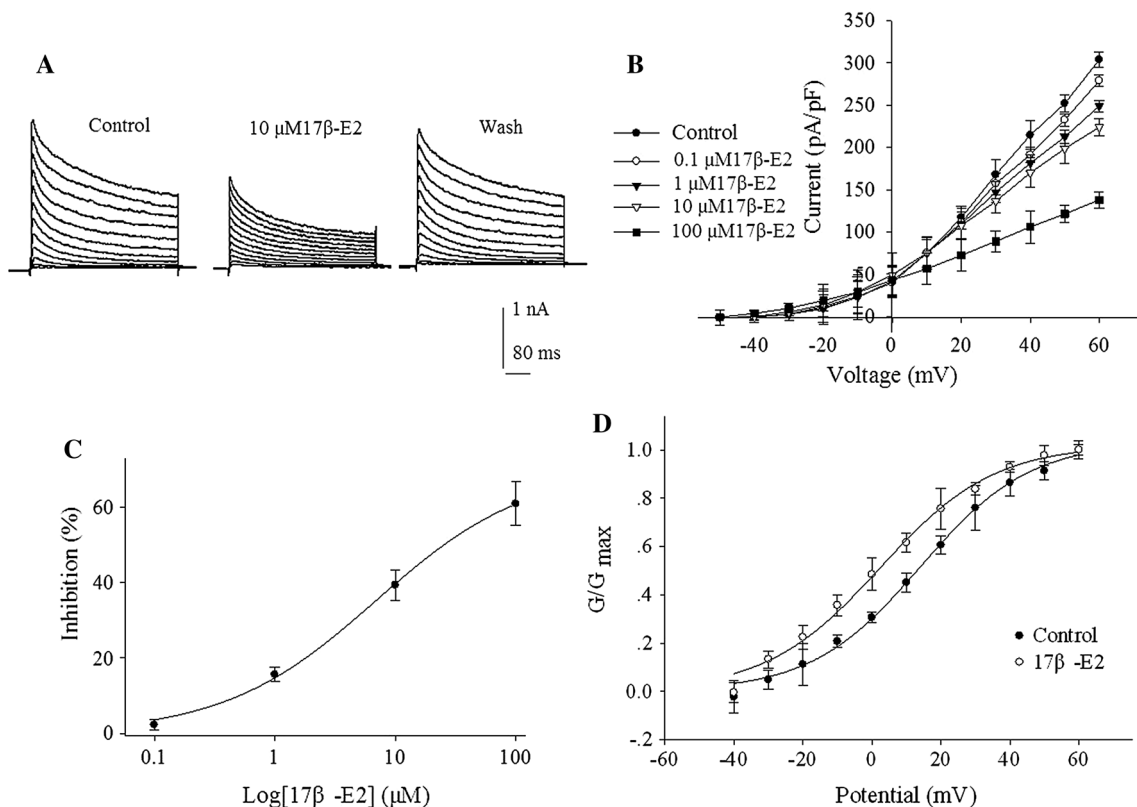 A
Control
10 μM17β-E2
Wash
1 nA
80 ms
B
Control
0.1 μM17β-E2
1 μM17β-E2
10 μM17β-E2
100 μM17β-E2
Current (pA/pF)
350
300
250
200
150
100
50
0
-40
-20
0
20
40
60
Voltage (mV)
C
Inhibition (%)
60
40
20
0
0.1
1
10
100
Log[17β -E2] (μM)
D
G/G max
1.0
.8
.6
.4
.2
0.0
-.2
Control
17β -E2
-60
-40
-20
0
20
40
60
Potential (mV)